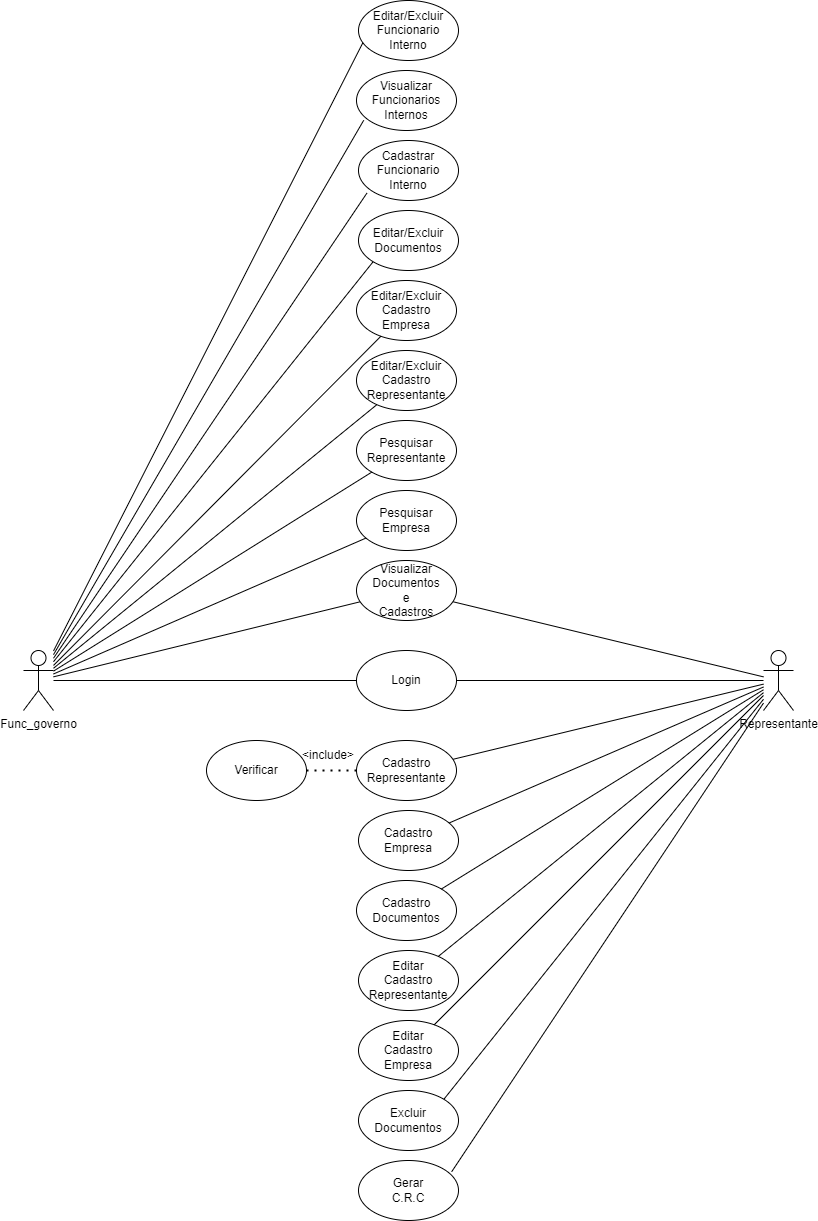 Editar/Excluir
Funcionario
Interno
Visualizar
Funcionarios
Internos
Cadastrar
Funcionario
Interno
Editar/Excluir
Documentos
Editar/Excluir
Cadastro
Empresa
Editar/Excluir
Cadastro
Representante
Pesquisar
Representante
Pesquisar
Empresa
Visualizar
Documentos
e
Cadastros
Login
Func_governo
Representante
<include>
Verificar
Cadastro
Representante
Cadastro
Empresa
Cadastro
Documentos
Editar
Cadastro
Representante
Editar
Cadastro
Empresa
Excluir
Documentos
Gerar
C.R.C